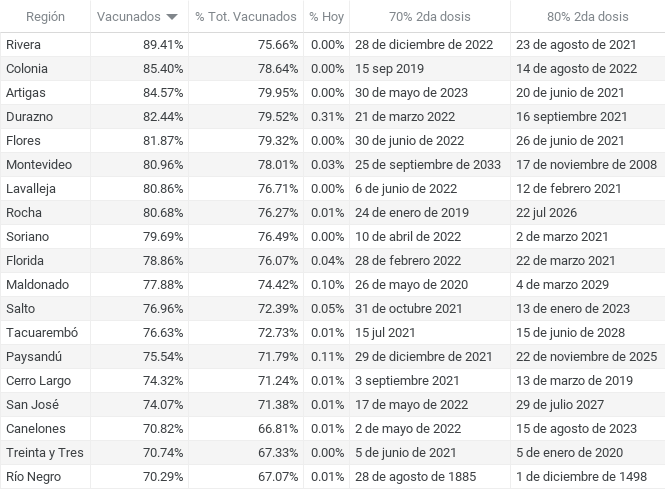 Región Vacunados % Tot. Vacunados % Hoy 70% 2da dosis 80% 2da dosis
Rivera 89.41% 75.66% 0.00% 28 de diciembre de 2022 23 de agosto de 2021
Colonia 85.40% 78.64% 0.00% 15 sep 2019 14 de agosto de 2022
Artigas 84.57% 79.95% 0.00% 30 de mayo de 2023 20 de junio de 2021
Durazno 82.44% 79.52% 0.31% 21 de marzo 2022 16 septiembre 2021
Flores 81.87% 79.32% 0.00% 30 de junio de 2022 26 de junio de 2021
Montevideo 80.96% 78.01% 0.03% 25 de septiembre de 2033 17 de noviembre de 2008
Lavalleja 80.86% 76.71% 0.00% 6 de junio de 2022 12 de febrero 2021
Rocha 80.68% 76.27% 0.01% 24 de enero de 2019 22 jul 2026
Soriano 79.69% 76.49% 0.00% 10 de abril de 2022 2 de marzo 2021
Florida 78.86% 76.07% 0.04% 28 de febrero 2022 22 de marzo 2021
Maldonado 77.88% 74.42% 0.10% 26 de mayo de 2020 4 de marzo 2029
Salto 76.96% 72.39% 0.05% 31 de octubre 2021 13 de enero de 2023
Tacuarembó 76.63% 72.73% 0.01% 15 jul 2021 15 de junio de 2028
Paysandú 75.54% 71.79% 0.11% 29 de diciembre de 2021 22 de noviembre de 2025
Cerro Largo 74.32% 71.24% 0.01% 3 septiembre 2021 13 de marzo de 2019
San José 74.07% 71.38% 0.01% 17 de mayo de 2022 29 de julio 2027
Canelones 70.82% 66.81% 0.01% 2 de mayo de 2022 15 de agosto de 2023
Treinta y Tres 70.74% 67.33% 0.00% 5 de junio de 2021 5 de enero de 2020
Río Negro 70.29% 67.07% 0.01% 28 de agosto de 1885 1 de diciembre de 1498